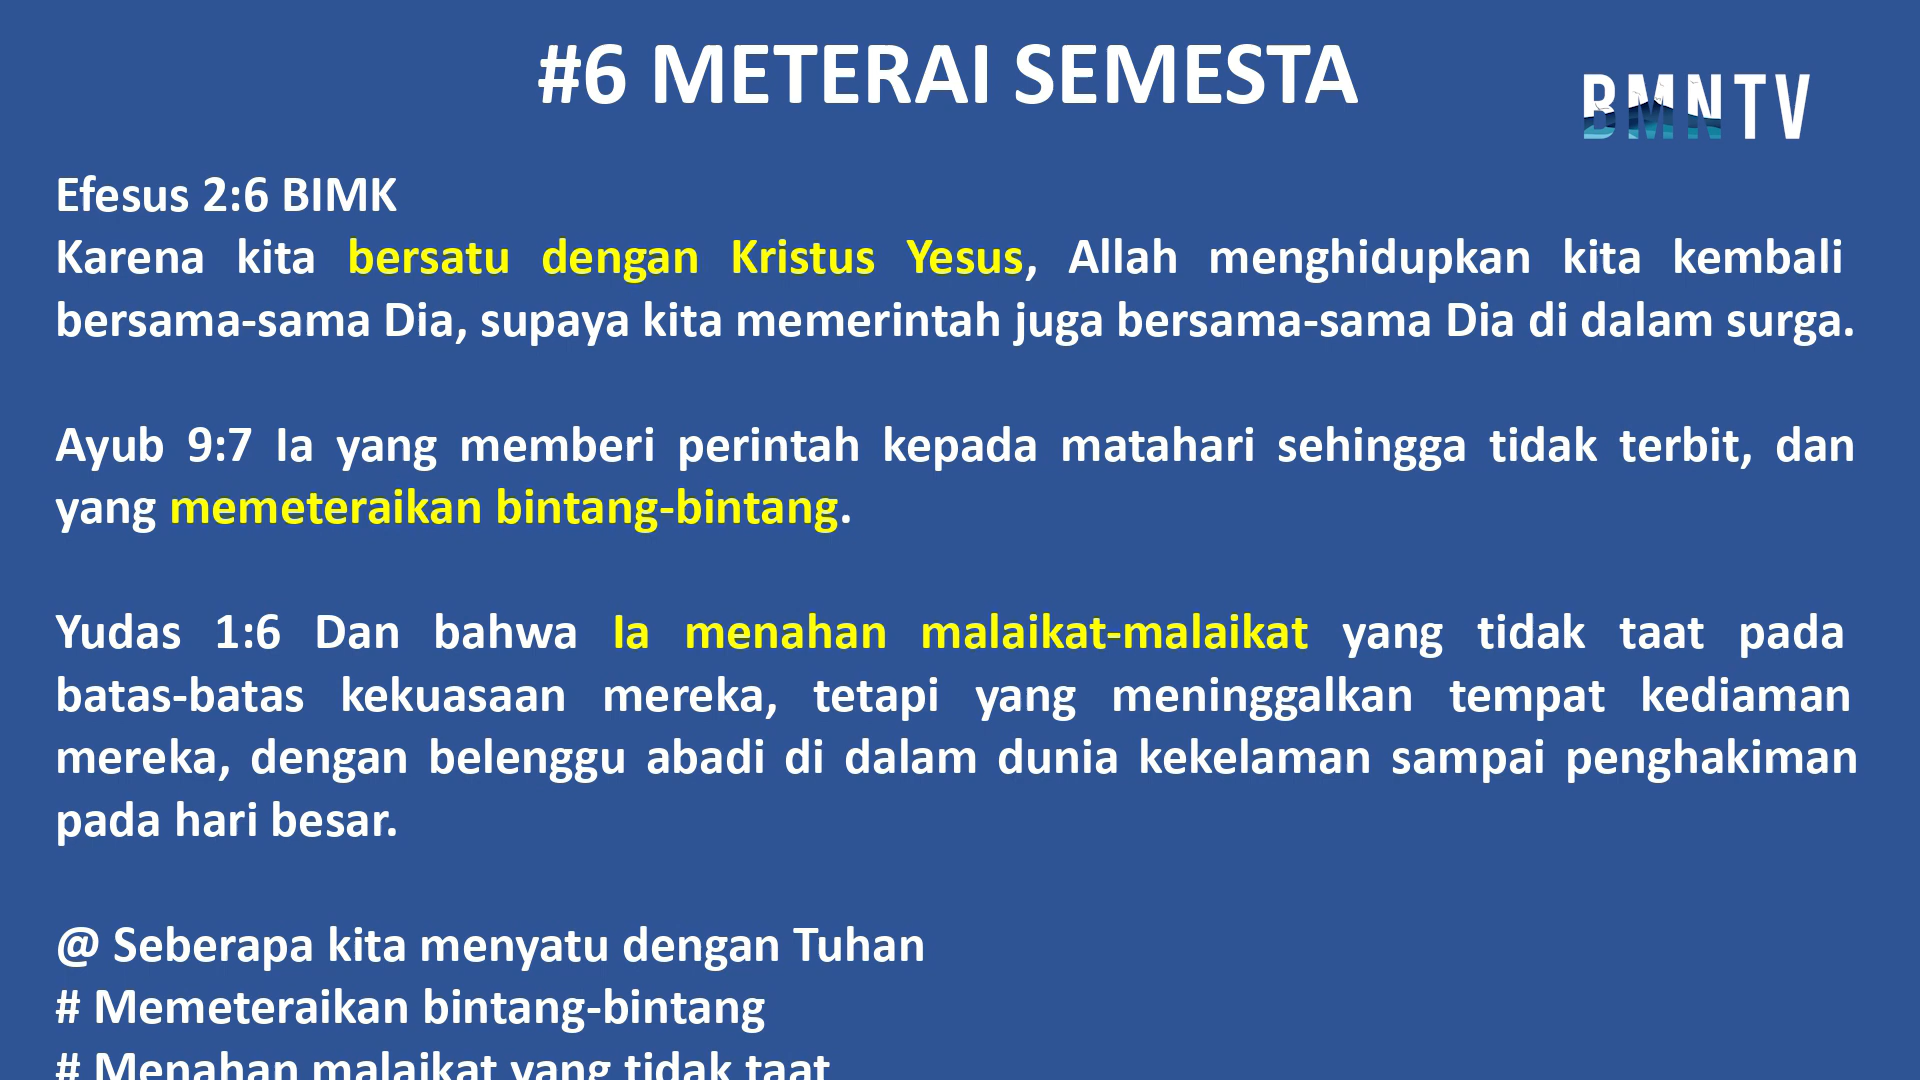 #6 METERAI SEMESTA
BMNTV
Efesus 2:6 BIMK
Karena kita bersatu dengan Kristus Yesus, Allah menghidupkan kita kembali
bersama-sama Dia, supaya kita memerintah juga bersama-sama Dia di dalam surga.
Ayub 9:7 Ia yang memberi perintah kepada matahari sehingga tidak terbit, dan
yang memeteraikan bintang-bintang.
Yudas 1:6 Dan bahwa Ia menahan malaikat-malaikat yang tidak taat pada
batas-batas kekuasaan mereka, tetapi yang meninggalkan tempat kediaman
mereka, dengan belenggu abadi di dalam dunia kekelaman sampai penghakiman
pada hari besar.
@ Seberapa kita menyatu dengan Tuhan
# Memeteraikan bintang-bintang
# Menahan malaikat yang tidak taat